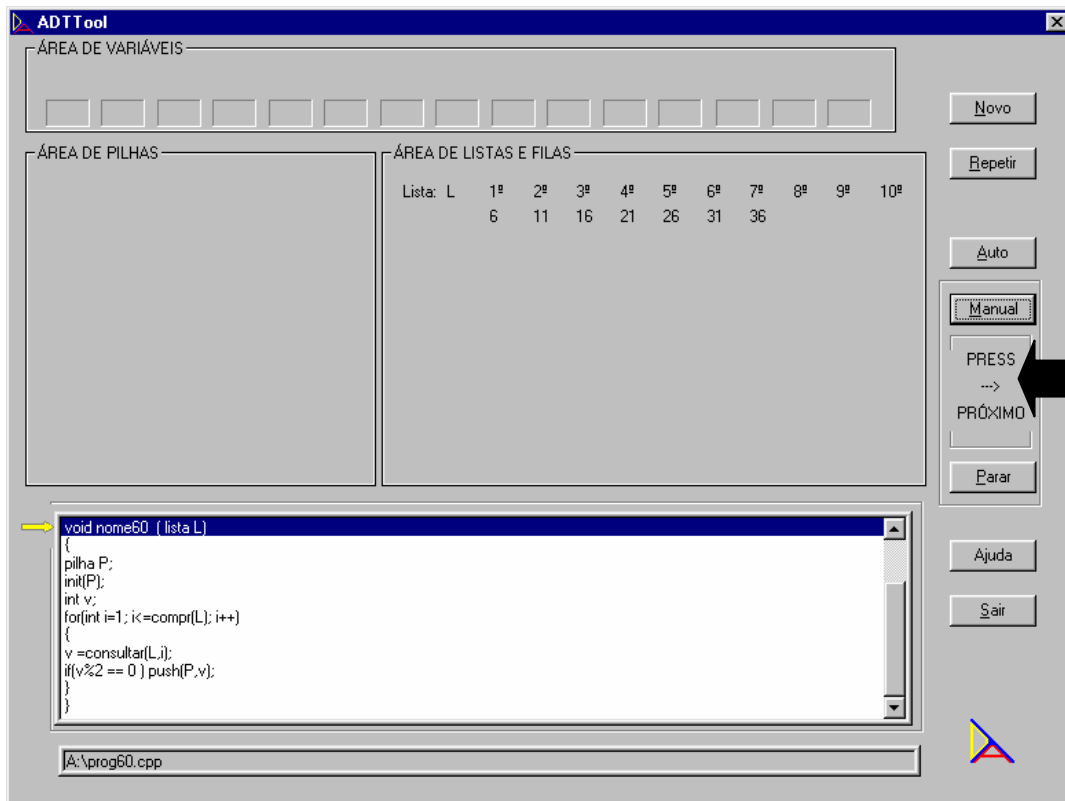 ADTTool
ÁREA DE VARIÁVEIS
Novo
ÁREA DE PILHAS
ÁREA DE LISTAS E FILAS
Repetir
Lista: L 1º 2º 3º 4º 5º 6º 7º 8º 9º 10º
6 11 16 21 26 31 36
Auto
Manual
PRESS
--->
PRÓXIMO
Parar
void nome60 ( lista L)
{
pilha P;
init(P);
int v;
for(int i=1; i<=compr(L); i++)
{
v =consultar(L,i);
if(v%2 == 0 ) push(P,v);
}
}
Ajuda
Sair
A:\prog60.cpp